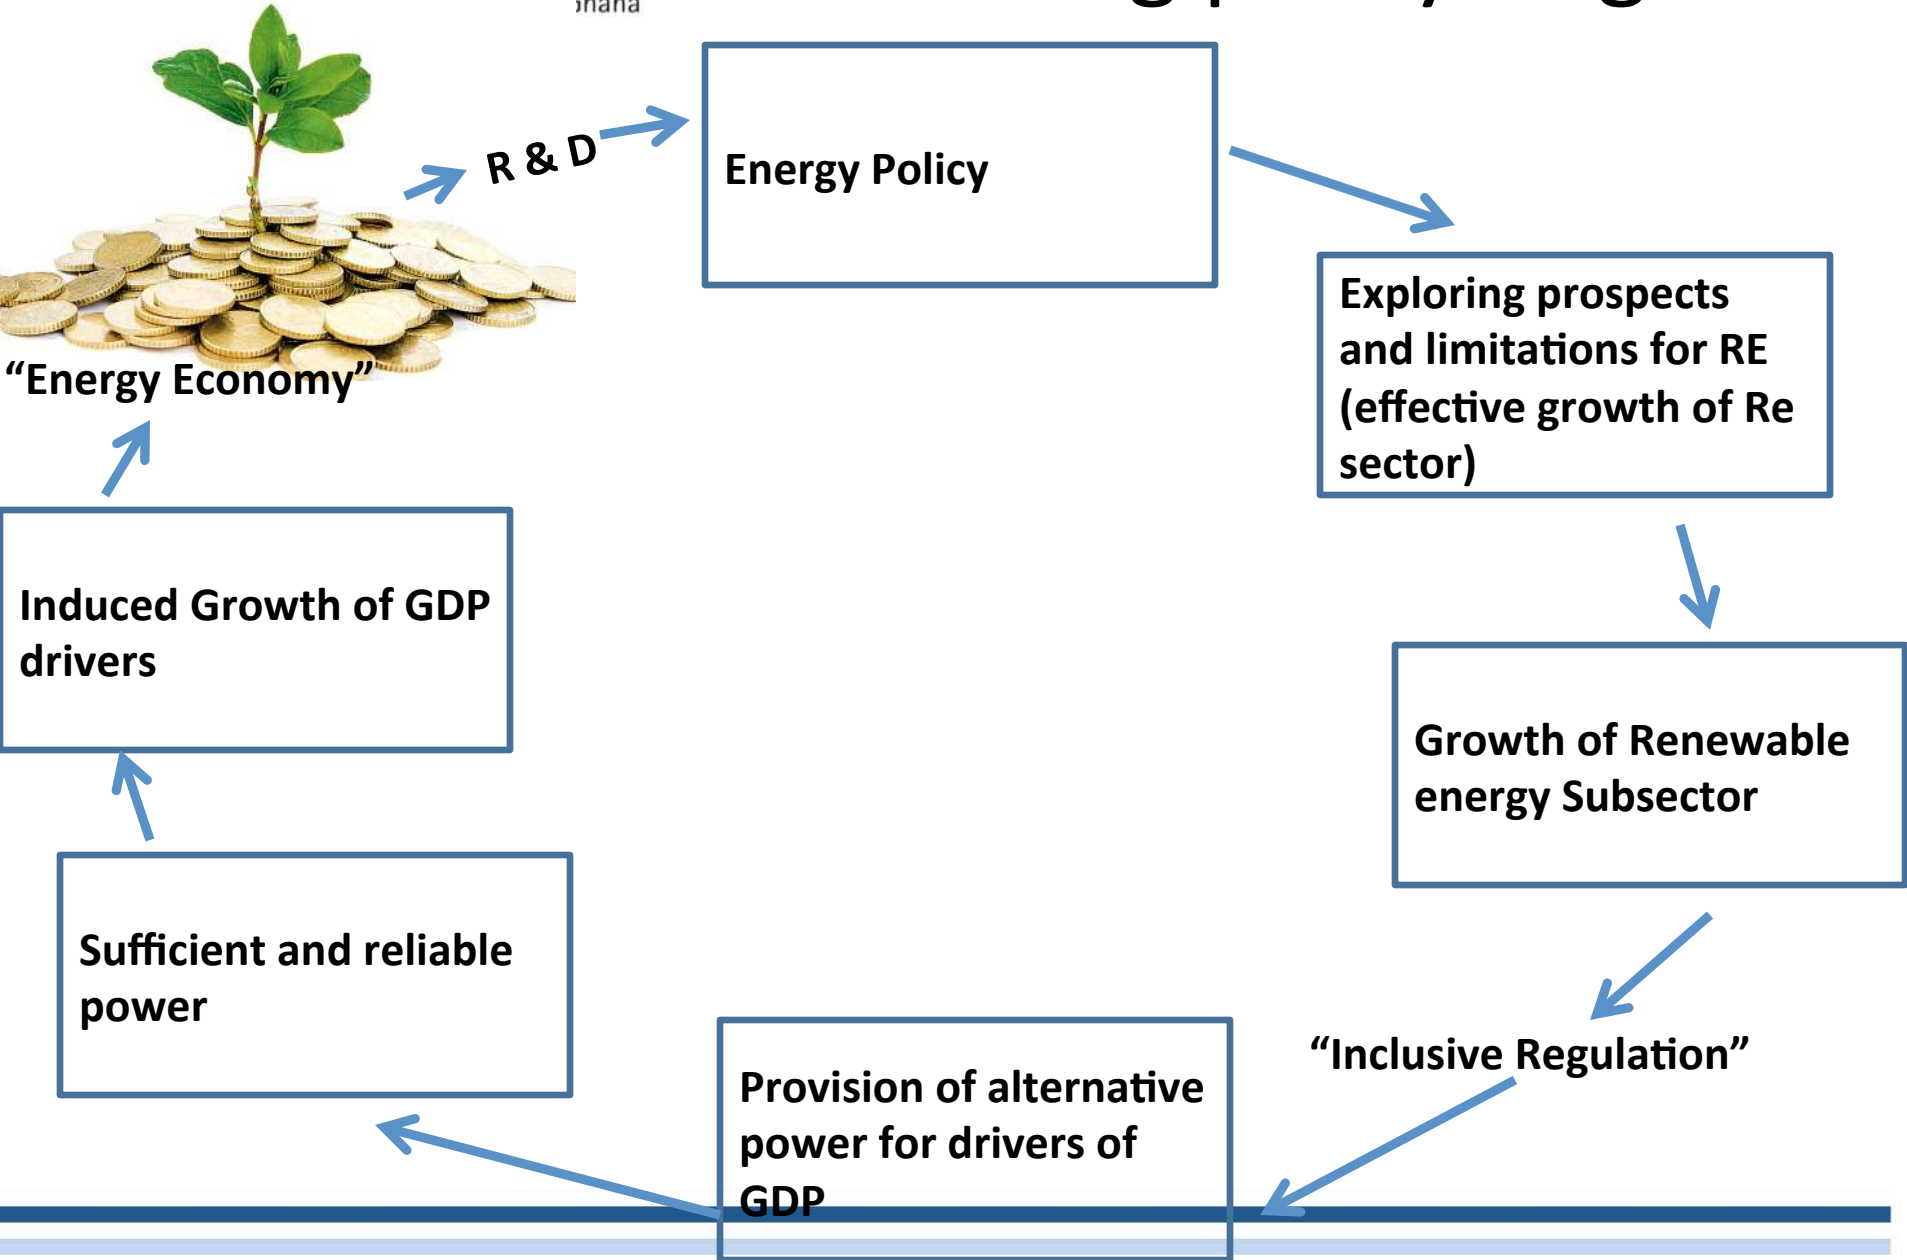 R & D
Energy Policy
Exploring prospects
and limitations for RE
(effective growth of Re
sector)
“Energy Economy”
Induced Growth of GDP
drivers
Growth of Renewable
energy Subsector
Sufficient and reliable
power
“Inclusive Regulation”
Provision of alternative
power for drivers of
GDP